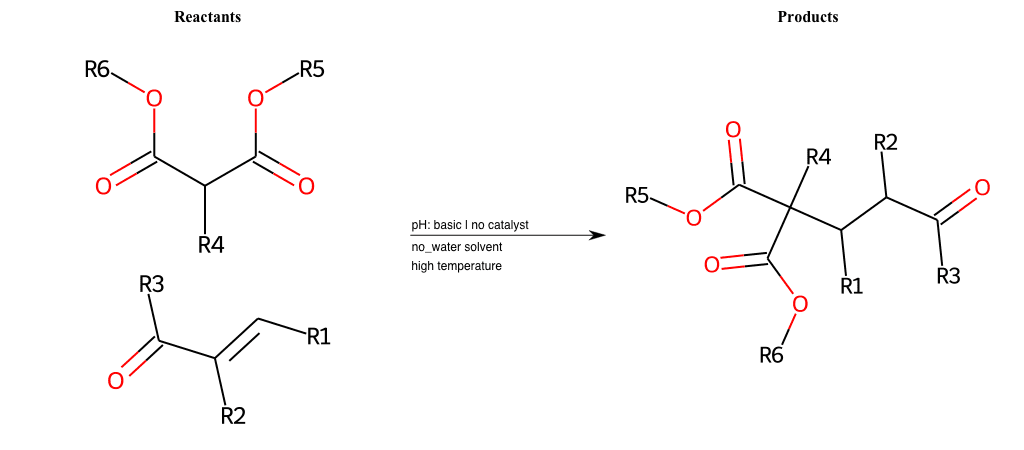 Reactants
Products
R6
R5
O
O
O
O
R4
R3
R1
O
R2
pH: basic | no catalyst
no_water solvent
high temperature
O
R4
R2
R5
O
O
O
R1
R3
O
R6